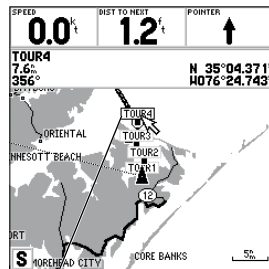 SPEED DIST TO NEXT POINTER
0.0kt 1.2ft
TOUR4
7.6nm N 35°04.371'
356° W076°24.743'
ORIENTAL
TOUR4
TOUR3
NNESOTT BEACH
TOUR2
TOUR1
12
ORT
S MOREHEAD CITY CORE BANKS 5nm